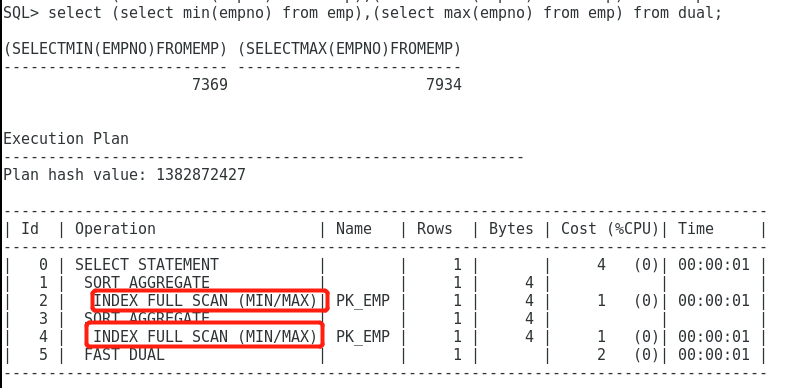 SQL> select (select min(empno) from emp),(select max(empno) from emp) from dual;
(SELECTMIN(EMPNO)FROMEMP) (SELECTMAX(EMPNO)FROMEMP)
------------------------- -------------------------
                     7369                      7934
Execution Plan
----------------------------------------------------------
Plan hash value: 1382872427
-------------------------------------------------------------------------------------
| Id  | Operation                  | Name   | Rows  | Bytes | Cost (%CPU)| Time     |
-------------------------------------------------------------------------------------
|   0 | SELECT STATEMENT           |        |     1 |       |     4   (0)| 00:00:01 |
|   1 |  SORT AGGREGATE            |        |     1 |     4 |            |          |
|   2 |   INDEX FULL SCAN (MIN/MAX)| PK_EMP |     1 |     4 |     1   (0)| 00:00:01 |
|   3 |  SORT AGGREGATE            |        |     1 |     4 |            |          |
|   4 |   INDEX FULL SCAN (MIN/MAX)| PK_EMP |     1 |     4 |     1   (0)| 00:00:01 |
|   5 |  FAST DUAL                 |        |     1 |       |     2   (0)| 00:00:01 |
-------------------------------------------------------------------------------------